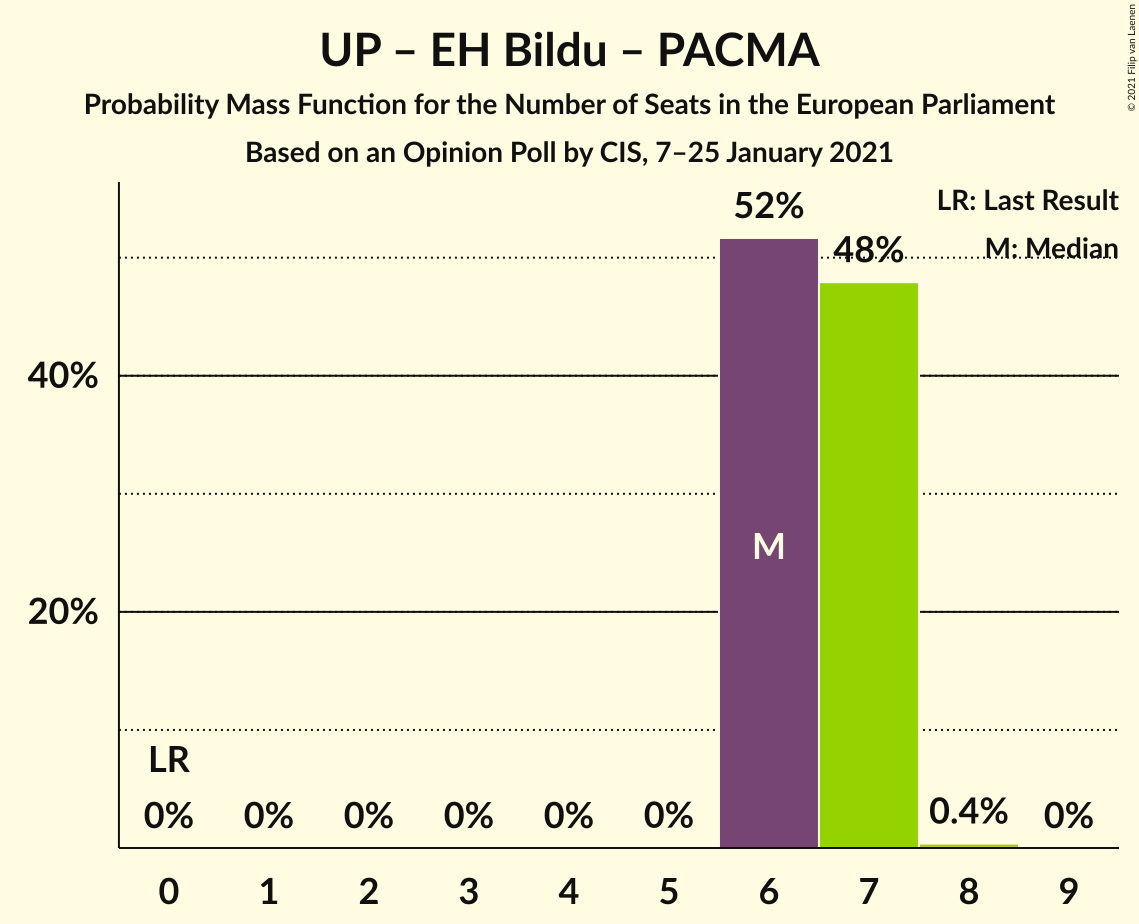 UP – EH Bildu – PACMA
Probability Mass Function for the Number of Seats in the European Parliament
Based on an Opinion Poll by CIS, 7–25 January 2021
© 2021 Filip van Laenen
LR: Last Result
M: Median
52%
48%
40%
20%
M
LR
0% 0% 0% 0% 0% 0% 0.4% 0%
0 1 2 3 4 5 6 7 8 9